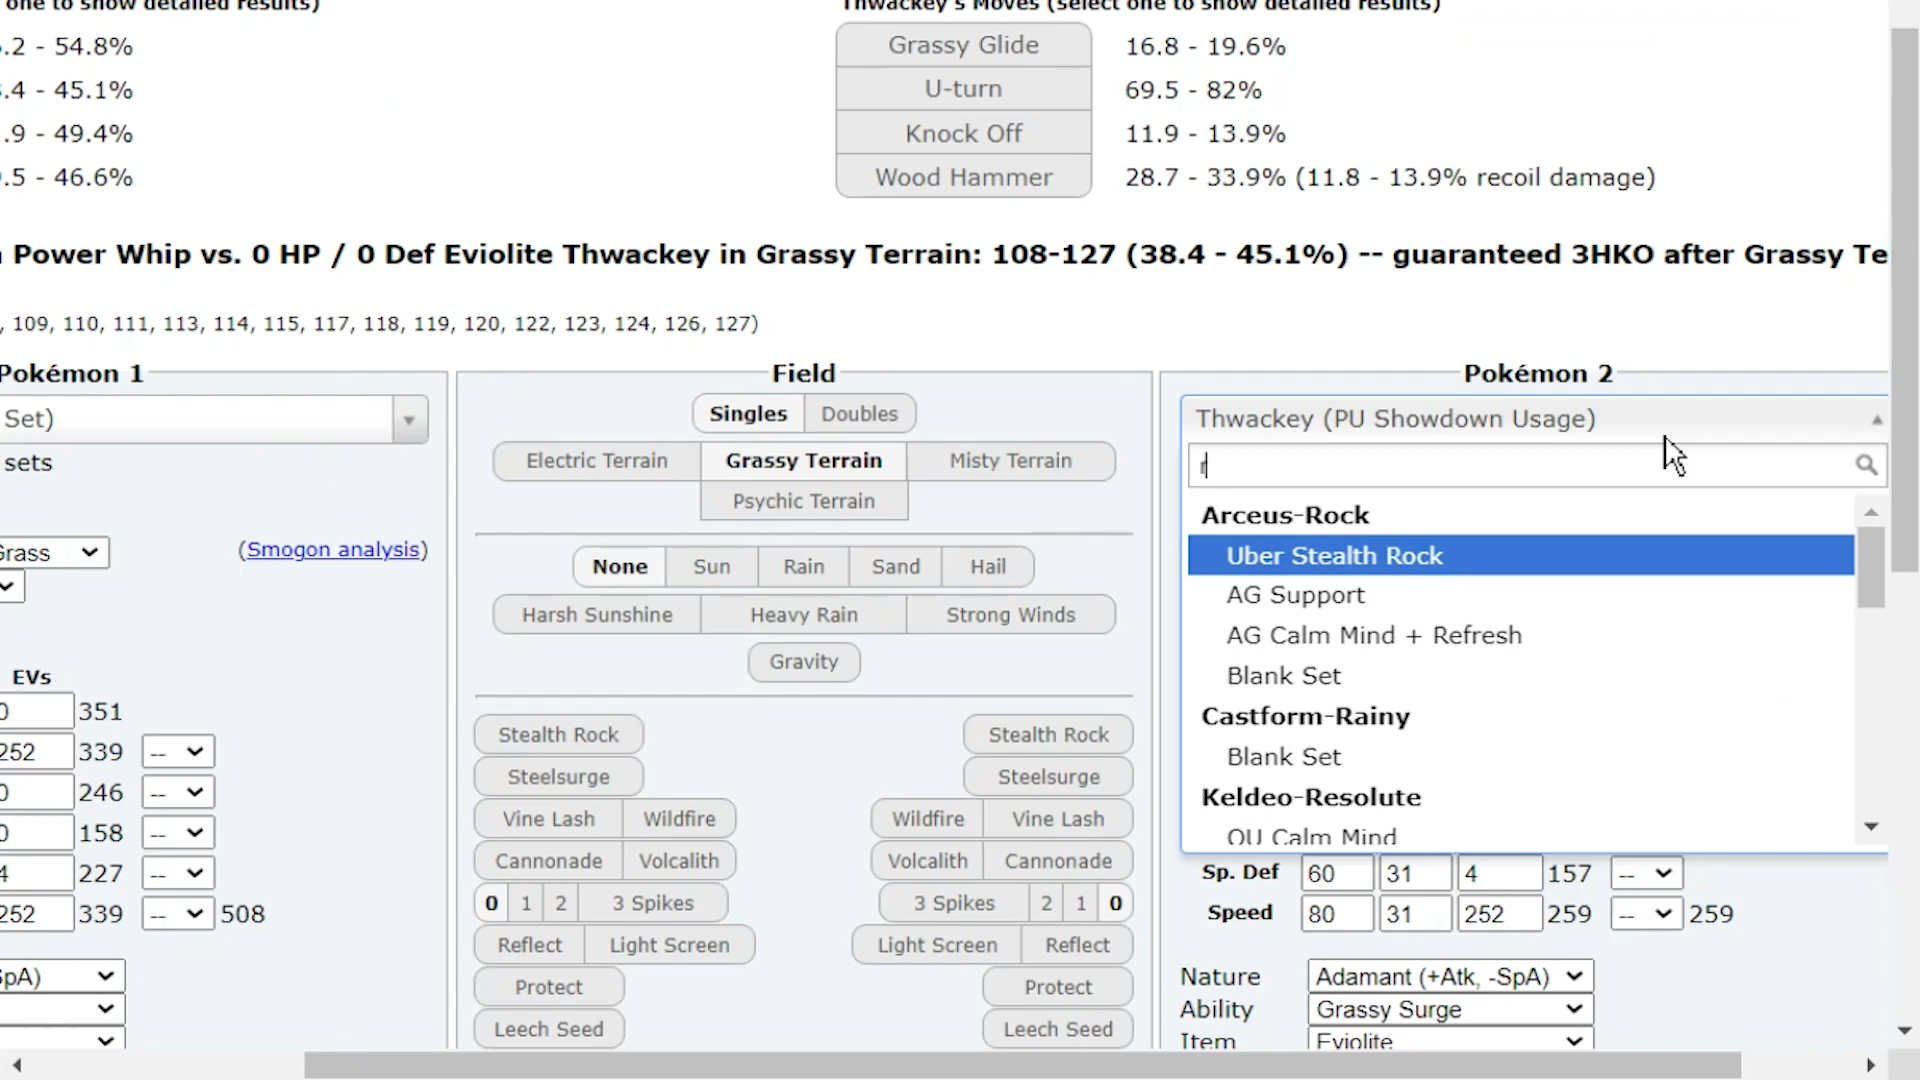 one to show detailed results)
Thwackey's Moves (select one to show detailed results)
.2 - 54.8%
Grassy Glide 16.8 - 19.6%
.4 - 45.1%
U-turn 69.5 - 82%
.9 - 49.4%
Knock Off 11.9 - 13.9%
.5 - 46.6%
Wood Hammer 28.7 - 33.9% (11.8 - 13.9% recoil damage)
Power Whip vs. 0 HP / 0 Def Eviolite Thwackey in Grassy Terrain: 108-127 (38.4 - 45.1%) -- guaranteed 3HKO after Grassy Te
, 109, 110, 111, 113, 114, 115, 117, 118, 119, 120, 122, 123, 124, 126, 127)
Pokémon 1
Set)
sets
Grass
(Smogon analysis)
EVs
0 351
252 339 --
0 246 --
0 158 --
4 227 --
252 339 -- 508
SpA)
Field
Singles Doubles
Electric Terrain Grassy Terrain Misty Terrain
Psychic Terrain
None Sun Rain Sand Hail
Harsh Sunshine Heavy Rain Strong Winds
Gravity
Stealth Rock Stealth Rock
Steelsurge Steelsurge
Vine Lash Wildfire Wildfire Vine Lash
Cannonade Volcalith Volcalith Cannonade
0 1 2 3 Spikes 3 Spikes 2 1 0
Reflect Light Screen Light Screen Reflect
Protect Protect
Leech Seed Leech Seed
Pokémon 2
Thwackey (PU Showdown Usage)
r
Arceus-Rock
Uber Stealth Rock
AG Support
AG Calm Mind + Refresh
Blank Set
Castform-Rainy
Blank Set
Keldeo-Resolute
OU Calm Mind
Sp. Def 60 31 4 157 --
Speed 80 31 252 259 -- 259
Nature Adamant (+Atk, -SpA)
Ability Grassy Surge
Item Eviolite